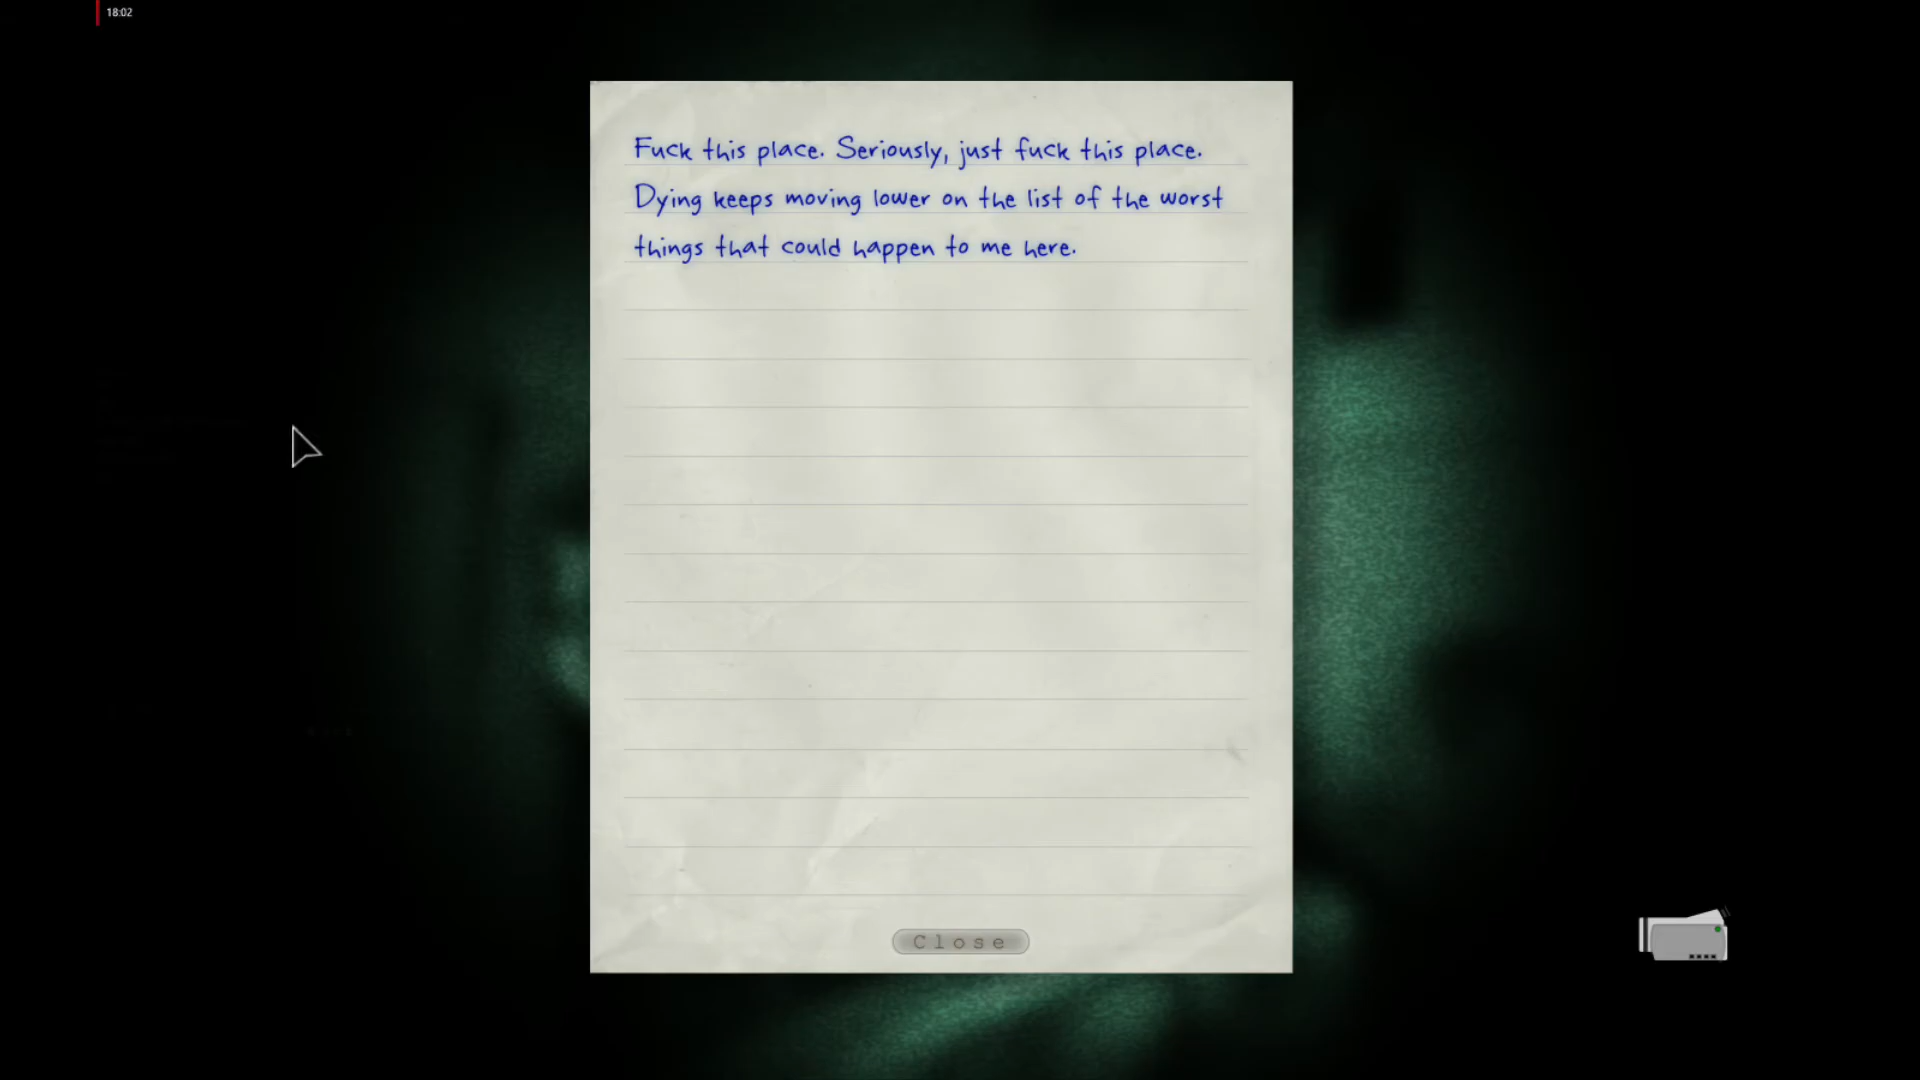 18:02
Fuck this place. Seriously, just fuck this place.
Dying keeps moving lower on the list of the worst
things that could happen to me here.
Close